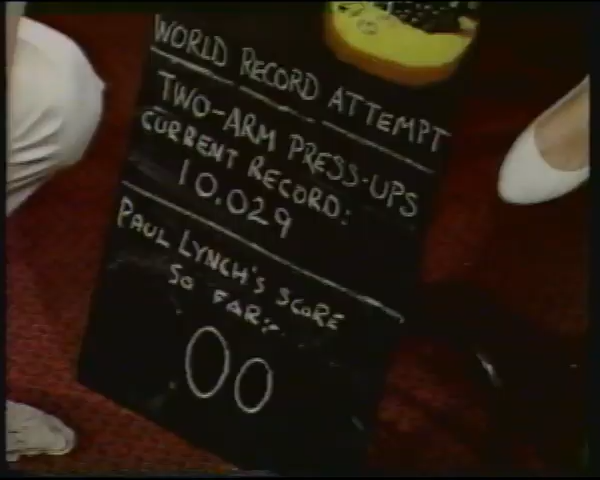 WORLD RECORD ATTEMPT
TWO-ARM PRESS-UPS
CURRENT RECORD:
10.029
PAUL LYNCH'S SCORE
SO FAR:-
00